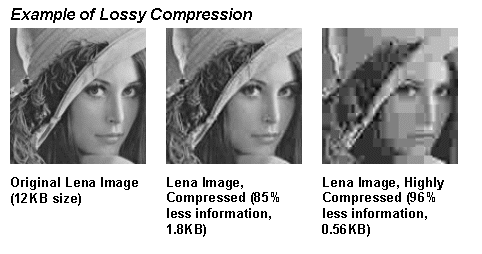 Example of Lossy Compression
Original Lena Image
(12KB size)
Lena Image,
Compressed (85%
less information,
1.8KB)
Lena Image, Highly
Compressed (96%
less information,
0.56KB)